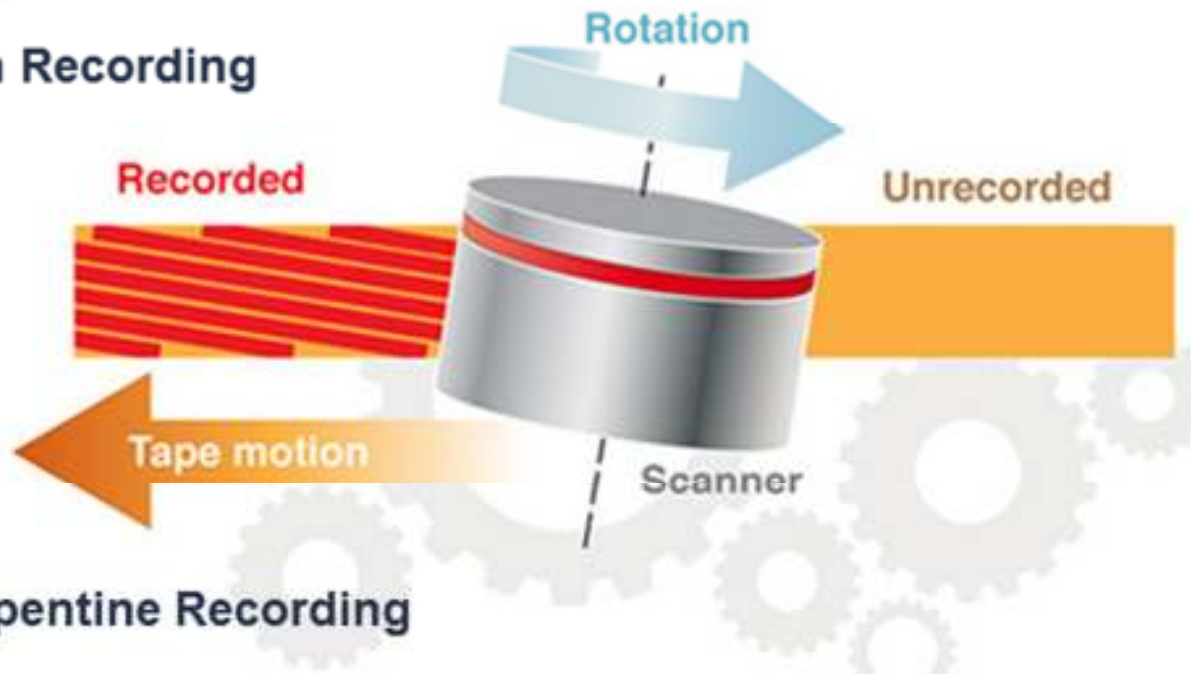 n Recording
Rotation
Recorded
Unrecorded
Tape motion
Scanner
pentine Recording